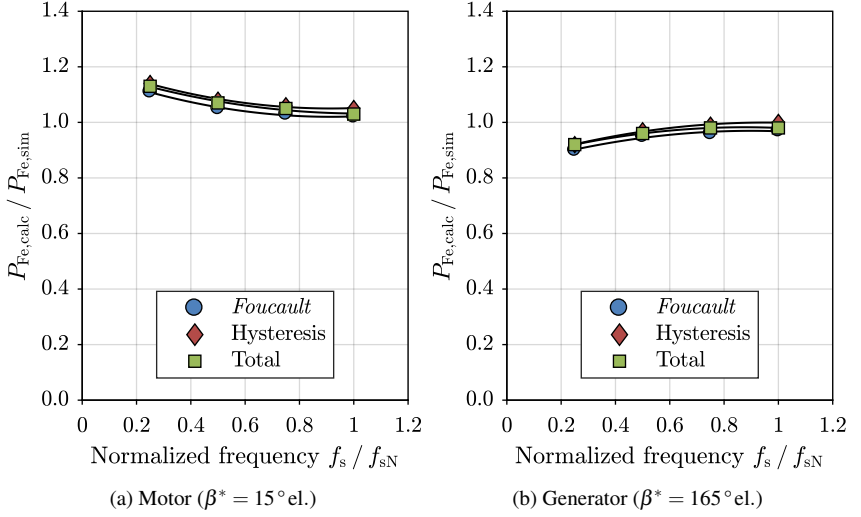 1.4
1.2
1.0
0.8
0.6
0.4
0.2
0.0
P_Fe,calc / P_Fe,sim
Foucault
Hysteresis
Total
0 0.2 0.4 0.6 0.8 1 1.2
Normalized frequency f_s / f_sN
(a) Motor (β* = 15° el.)
1.4
1.2
1.0
0.8
0.6
0.4
0.2
0.0
P_Fe,calc / P_Fe,sim
Foucault
Hysteresis
Total
0 0.2 0.4 0.6 0.8 1 1.2
Normalized frequency f_s / f_sN
(b) Generator (β* = 165° el.)